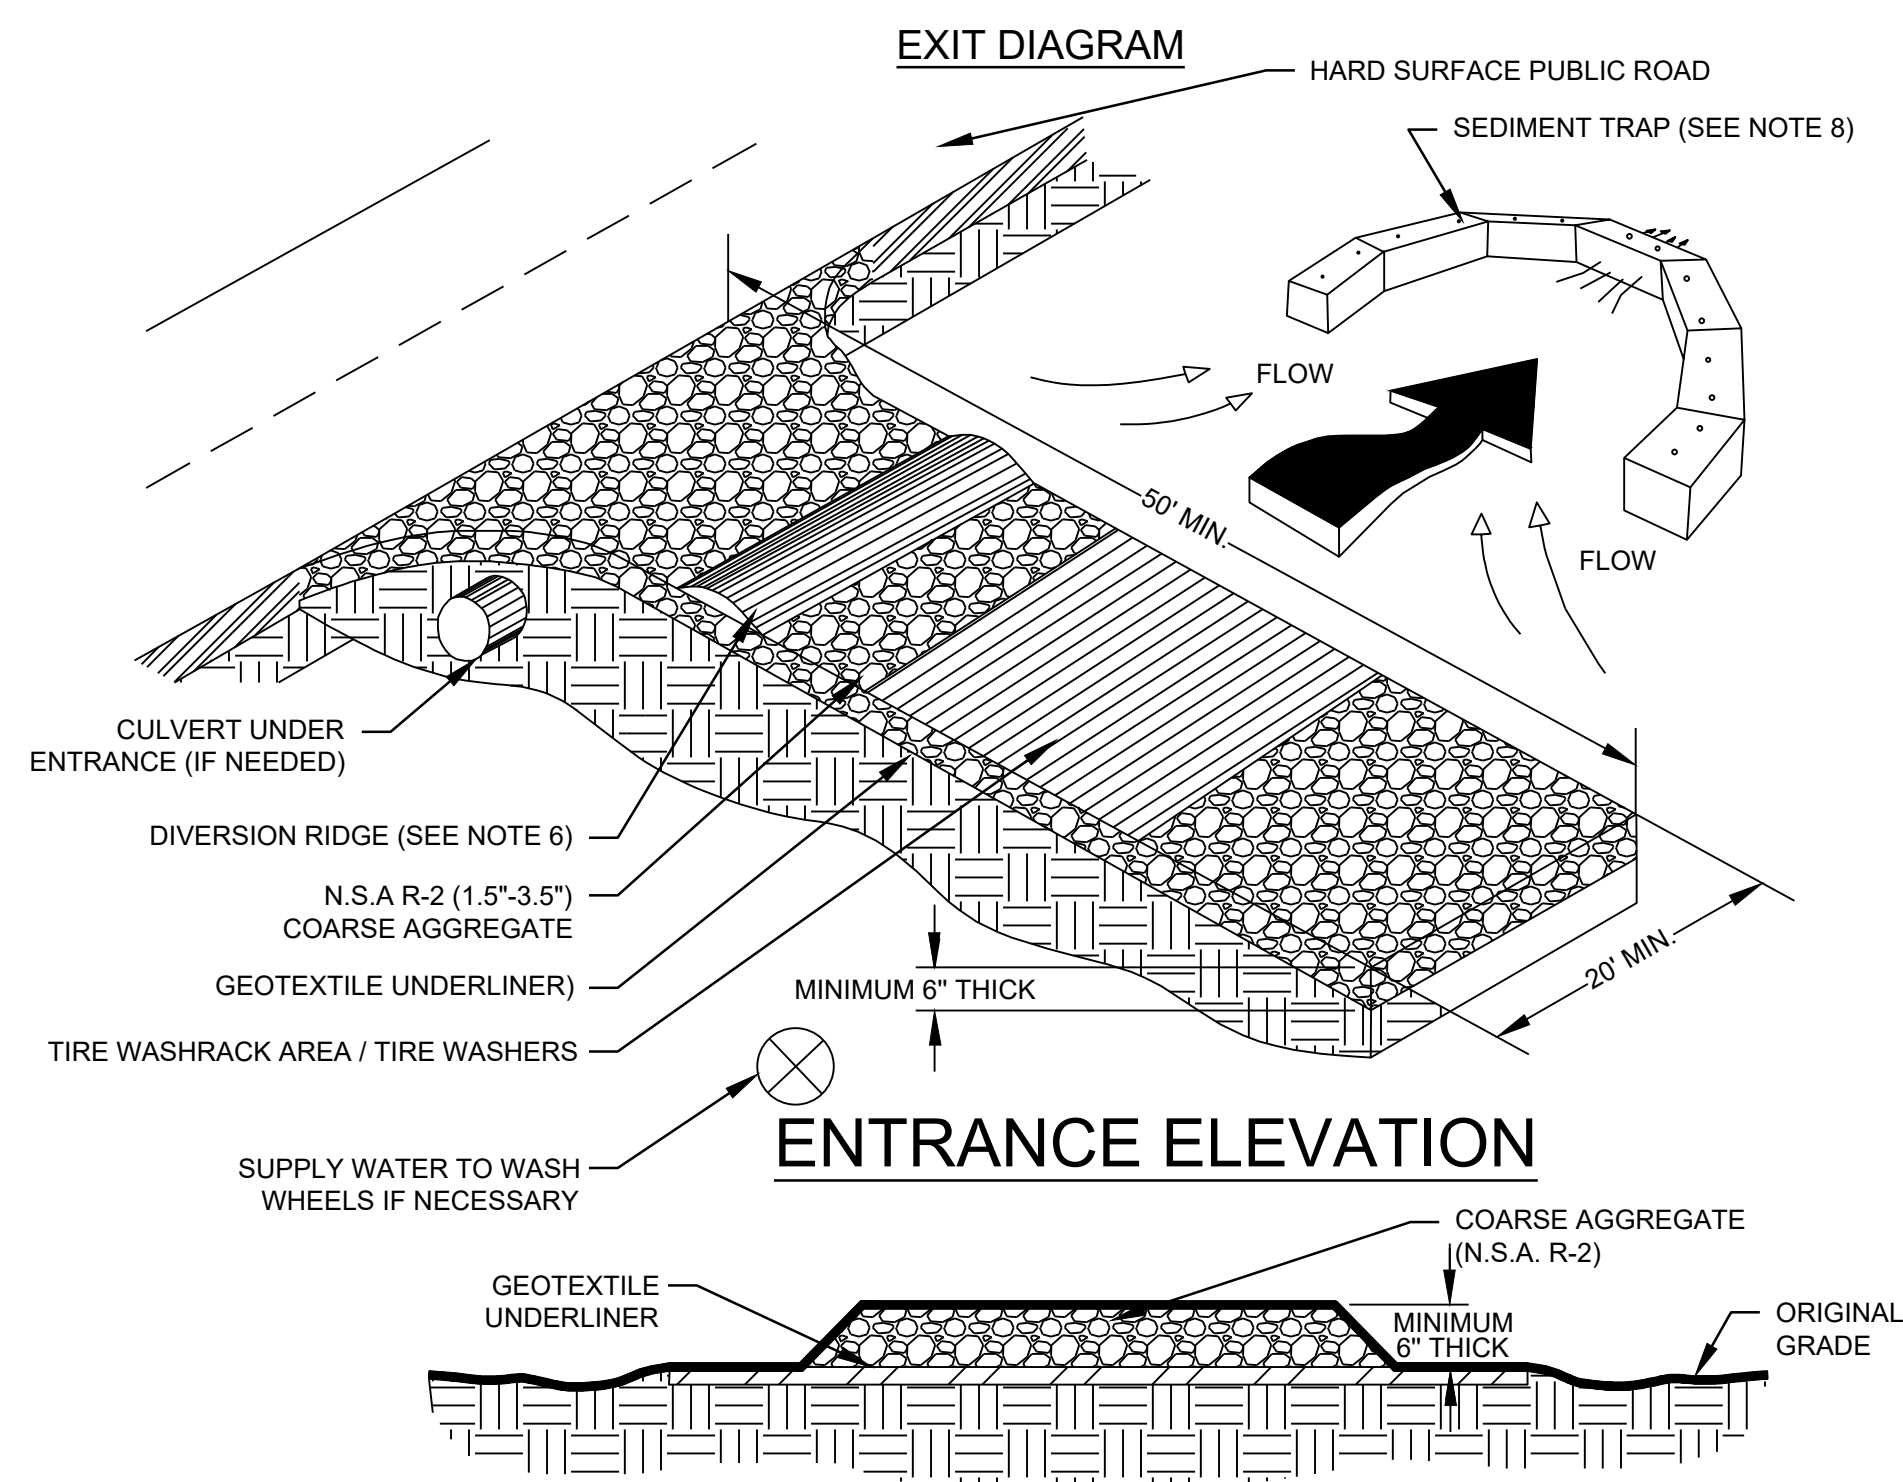 EXIT DIAGRAM
HARD SURFACE PUBLIC ROAD
SEDIMENT TRAP (SEE NOTE 8)
FLOW
50' MIN.
FLOW
CULVERT UNDER
ENTRANCE (IF NEEDED)
DIVERSION RIDGE (SEE NOTE 6)
N.S.A R-2 (1.5"-3.5")
COARSE AGGREGATE
GEOTEXTILE UNDERLINER)
MINIMUM 6" THICK
20' MIN.
TIRE WASHRACK AREA / TIRE WASHERS
SUPPLY WATER TO WASH
WHEELS IF NECESSARY
ENTRANCE ELEVATION
COARSE AGGREGATE
(N.S.A. R-2)
GEOTEXTILE
UNDERLINER
MINIMUM
6" THICK
ORIGINAL
GRADE